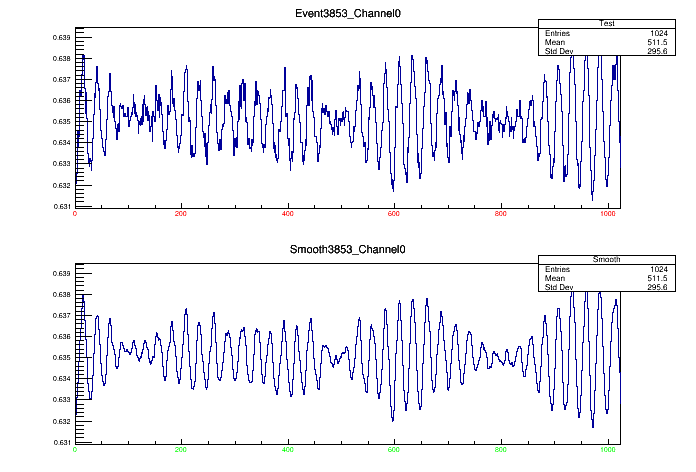 Event3853_Channel0
Test
Entries 1024
Mean 511.5
Std Dev 295.6
0.639
0.638
0.637
0.636
0.635
0.634
0.633
0.632
0.631
0 200 400 600 800 1000
Smooth3853_Channel0
Smooth
Entries 1024
Mean 511.5
Std Dev 295.6
0.639
0.638
0.637
0.636
0.635
0.634
0.633
0.632
0.631
0 200 400 600 800 1000